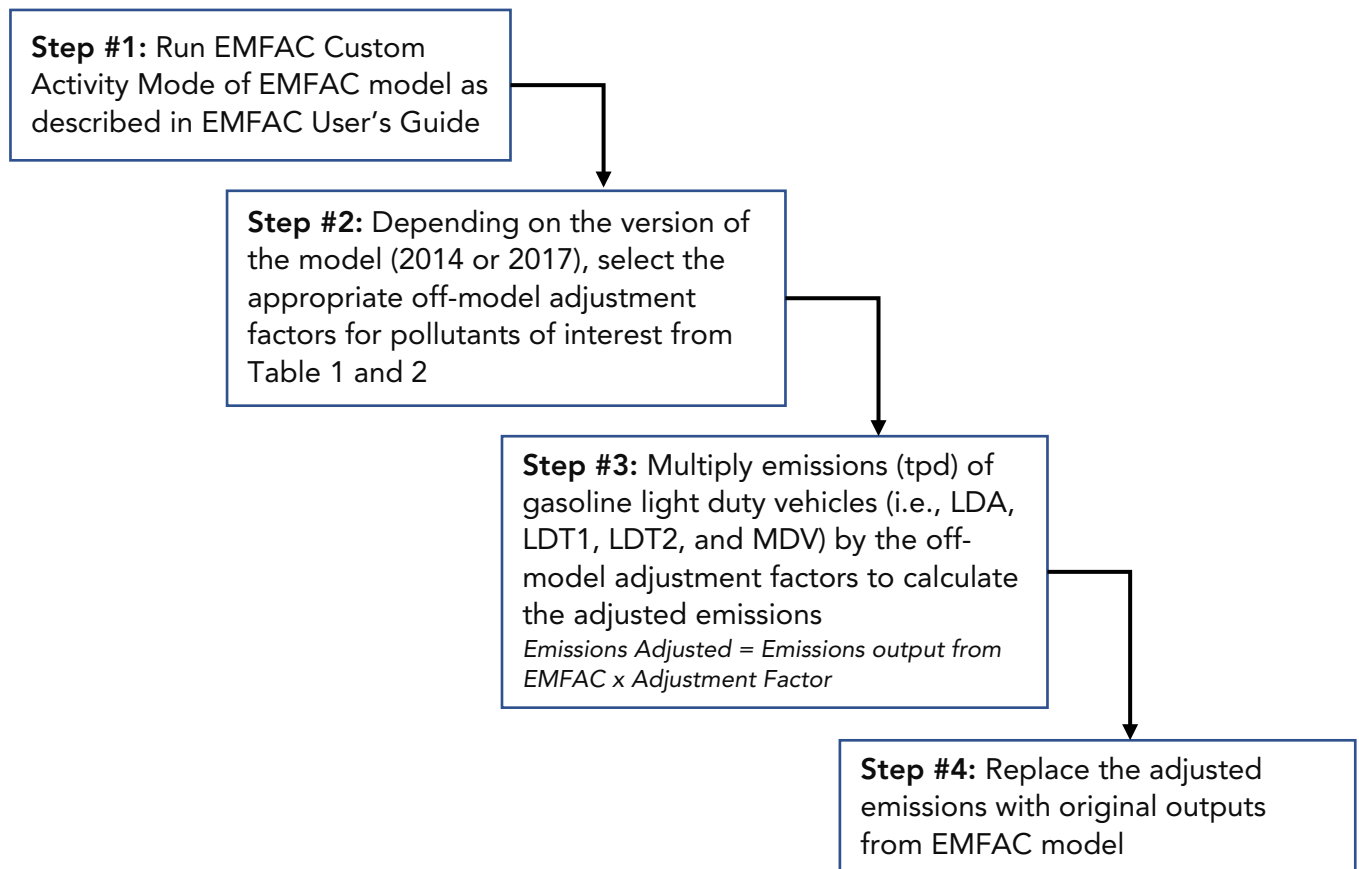 Step #1: Run EMFAC Custom
Activity Mode of EMFAC model as
described in EMFAC User’s Guide
Step #2: Depending on the version of
the model (2014 or 2017), select the
appropriate off-model adjustment
factors for pollutants of interest from
Table 1 and 2
Step #3: Multiply emissions (tpd) of
gasoline light duty vehicles (i.e., LDA,
LDT1, LDT2, and MDV) by the off-
model adjustment factors to calculate
the adjusted emissions
Emissions Adjusted = Emissions output from
EMFAC x Adjustment Factor
Step #4: Replace the adjusted
emissions with original outputs
from EMFAC model